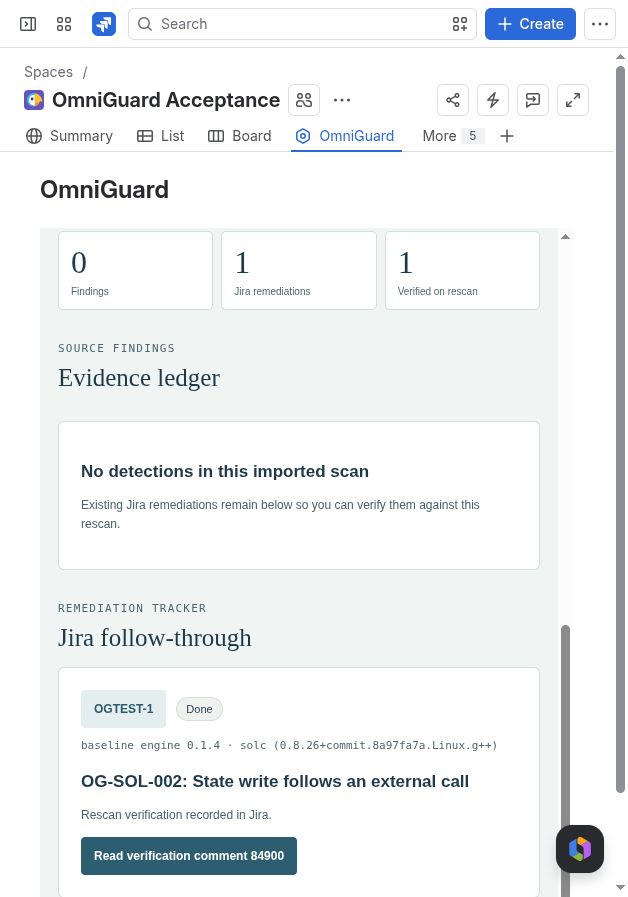 Search
Create
Spaces /
OmniGuard Acceptance
Summary
List
Board
OmniGuard
More 5
OmniGuard
0
Findings
1
Jira remediations
1
Verified on rescan
SOURCE FINDINGS
Evidence ledger
No detections in this imported scan
Existing Jira remediations remain below so you can verify them against this
rescan.
REMEDIATION TRACKER
Jira follow-through
OGTEST-1
Done
baseline engine 0.1.4 · solc (0.8.26+commit.8a97fa7a.Linux.g++)
OG-SOL-002: State write follows an external call
Rescan verification recorded in Jira.
Read verification comment 84900